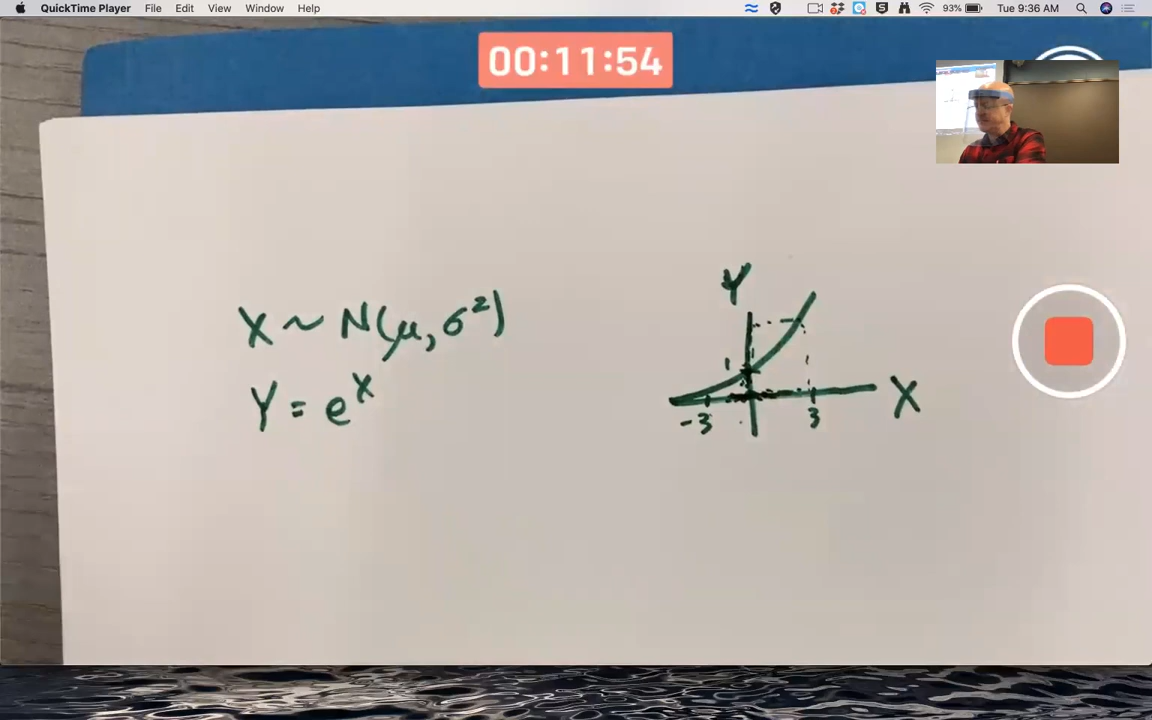 QuickTime Player File Edit View Window Help 93% Tue 9:36 AM
00:11:54
X ~ N(μ, σ²)
Y = eˣ
Y
1
-3 3 X